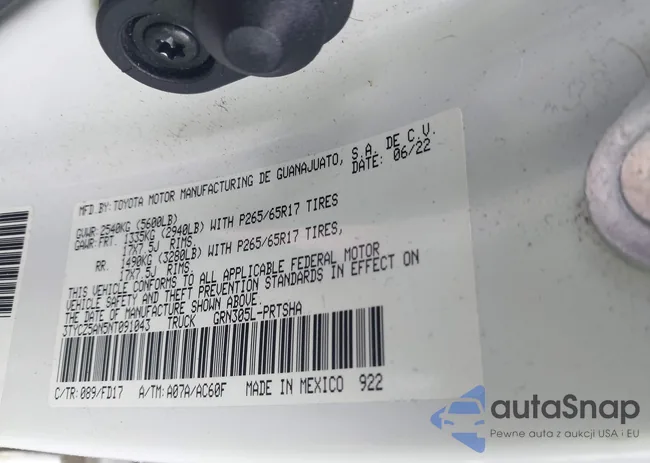 MFD.BY:TOYOTA MOTOR MANUFACTURING DE GUANAJUATO, S.A. DE C.V.
DATE: 06/22
GVWR 2540KG (5600LB)
GAWR:FRT. 1335KG (2940LB) WITH P265/65R17 TIRES
17X7.5J RIMS,
RR. 1490KG (3280LB) WITH P265/65R17 TIRES,
17X7.5J RIMS,
THIS VEHICLE CONFORMS TO ALL APPLICABLE FEDERAL MOTOR
VEHICLE SAFETY AND THEFT PREVENTION STANDARDS IN EFFECT ON
THE DATE OF MANUFACTURE SHOWN ABOVE.
3TYCZ5AN5NT091043 TRUCK GRN305L-PRTSHA
C/TR:089/FD17 A/TM:A07A/AC60F MADE IN MEXICO 922
autaSnap
Pewne auta z aukcji USA i EU